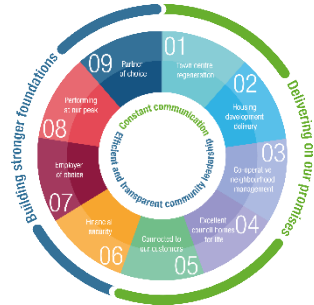 Building stronger foundations
Delivering on our promises
Constant communication
Efficient and transparent community leadership
01
Town centre
regeneration
02
Housing
development
delivery
03
Co-operative
neighbourhood
management
04
Excellent
council homes
for life
05
Connected to
our customers
06
Financial
security
07
Employer
of choice
08
Performing
at our peak
09
Partner
of choice